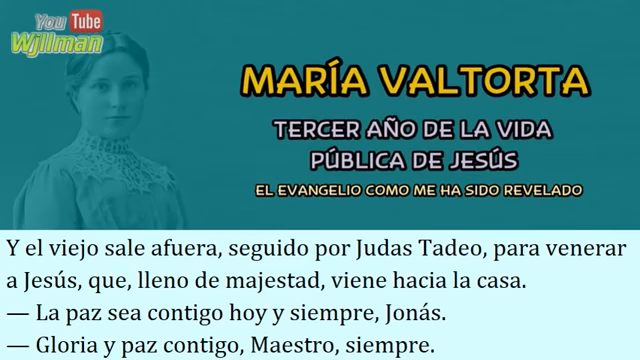 You Tube
Wjllman
MARÍA VALTORTA
TERCER AÑO DE LA VIDA
PÚBLICA DE JESÚS
EL EVANGELIO COMO ME HA SIDO REVELADO
Y el viejo sale afuera, seguido por Judas Tadeo, para venerar
a Jesús, que, lleno de majestad, viene hacia la casa.
— La paz sea contigo hoy y siempre, Jonás.
— Gloria y paz contigo, Maestro, siempre.